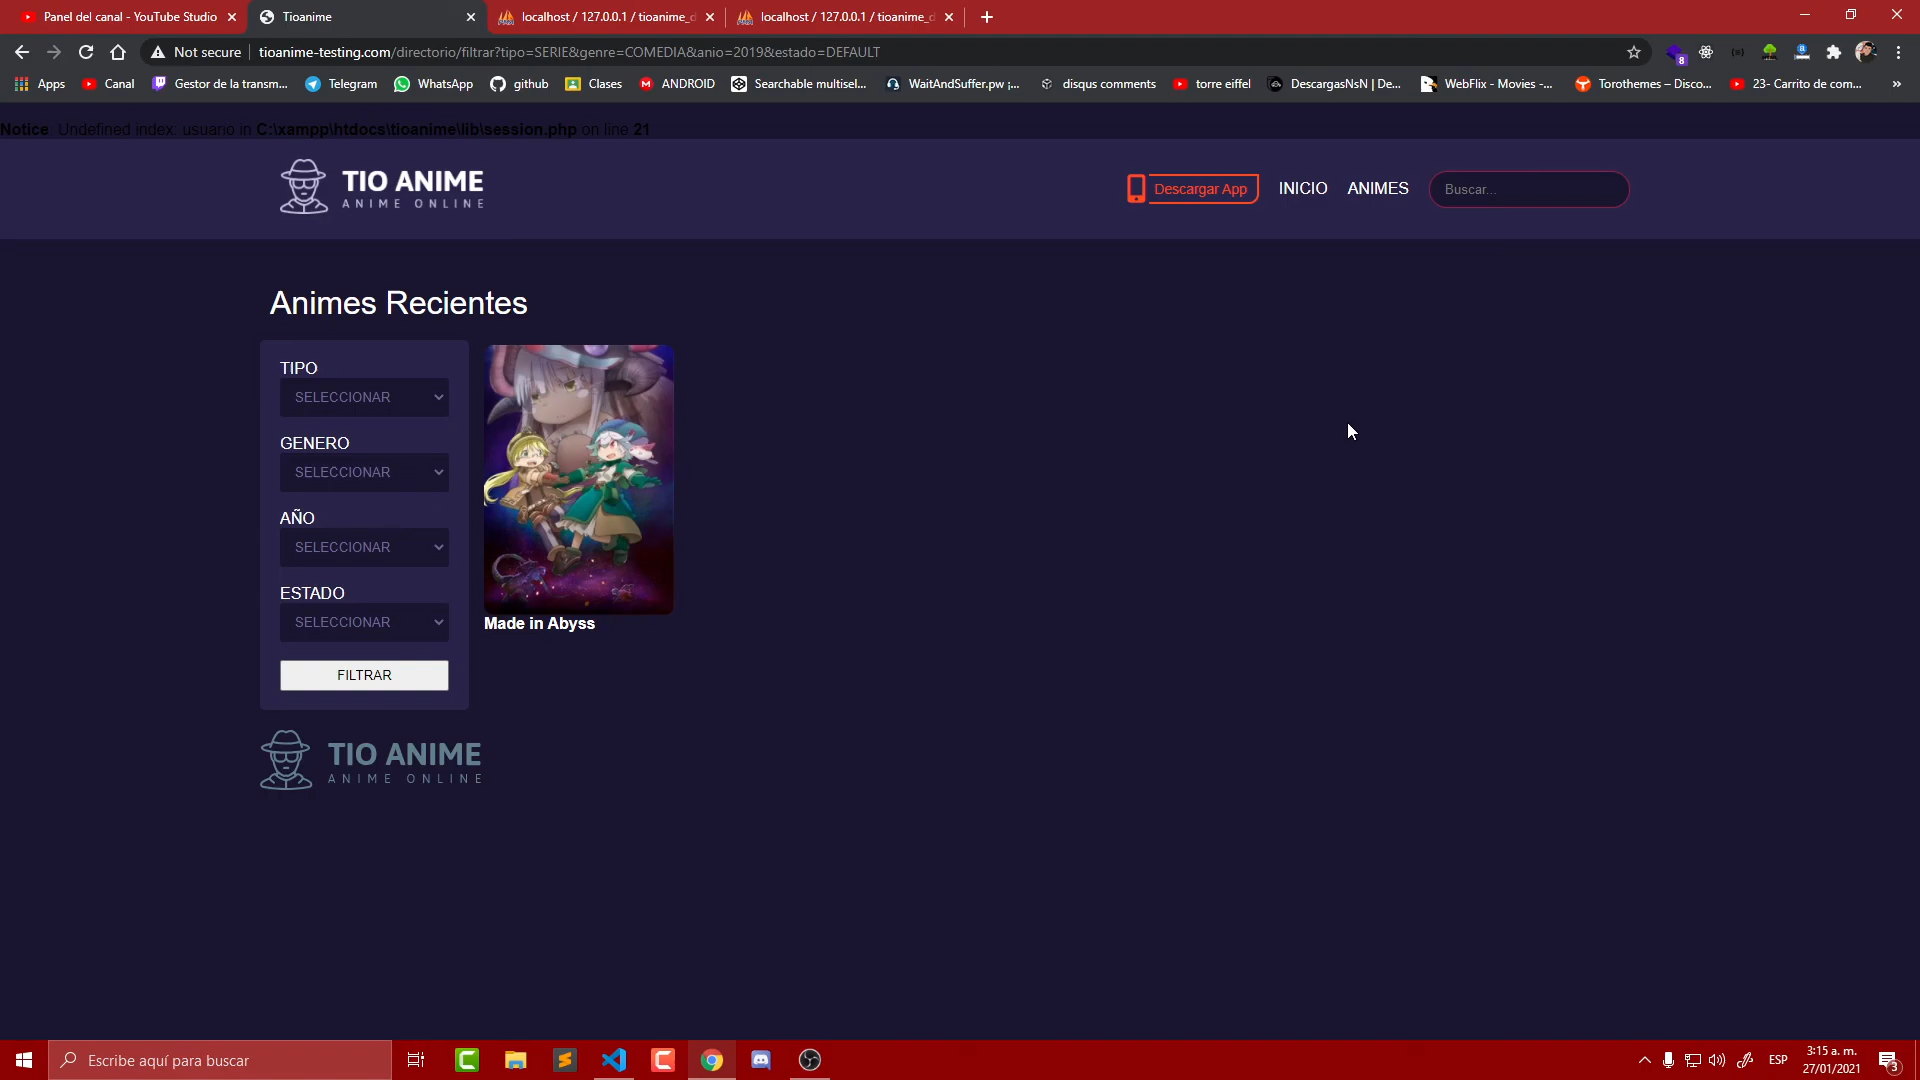 Panel del canal - YouTube Studio
Tioanime
localhost / 127.0.0.1 / tioanime_d
localhost / 127.0.0.1 / tioanime_d
Not secure
tioanime-testing.com/directorio/filtrar?tipo=SERIE&genre=COMEDIA&anio=2019&estado=DEFAULT
8
Apps
Canal
Gestor de la transm...
Telegram
WhatsApp
github
Clases
ANDROID
Searchable multisel...
WaitAndSuffer.pw ¡...
disqus comments
torre eiffel
DescargasNsN | De...
WebFlix - Movies -...
Torothemes – Disco...
23- Carrito de com...
»
Notice: Undefined index: usuario in C:\xampp\htdocs\tioanime\lib\session.php on line 21
TIO ANIME
ANIME ONLINE
Descargar App
INICIO
ANIMES
Buscar...
Animes Recientes
TIPO
SELECCIONAR
GENERO
SELECCIONAR
AÑO
SELECCIONAR
ESTADO
SELECCIONAR
FILTRAR
Made in Abyss
TIO ANIME
ANIME ONLINE
Escribe aquí para buscar
ESP
3:15 a. m.
27/01/2021
3